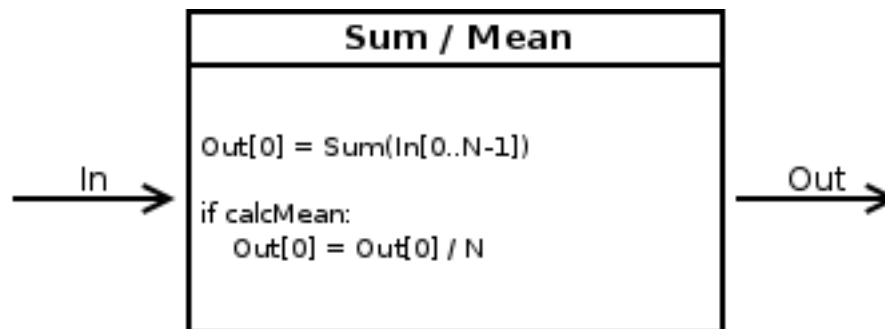 Sum / Mean
Out[0] = Sum(In[0..N-1])
In
Out
if calcMean:
Out[0] = Out[0] / N